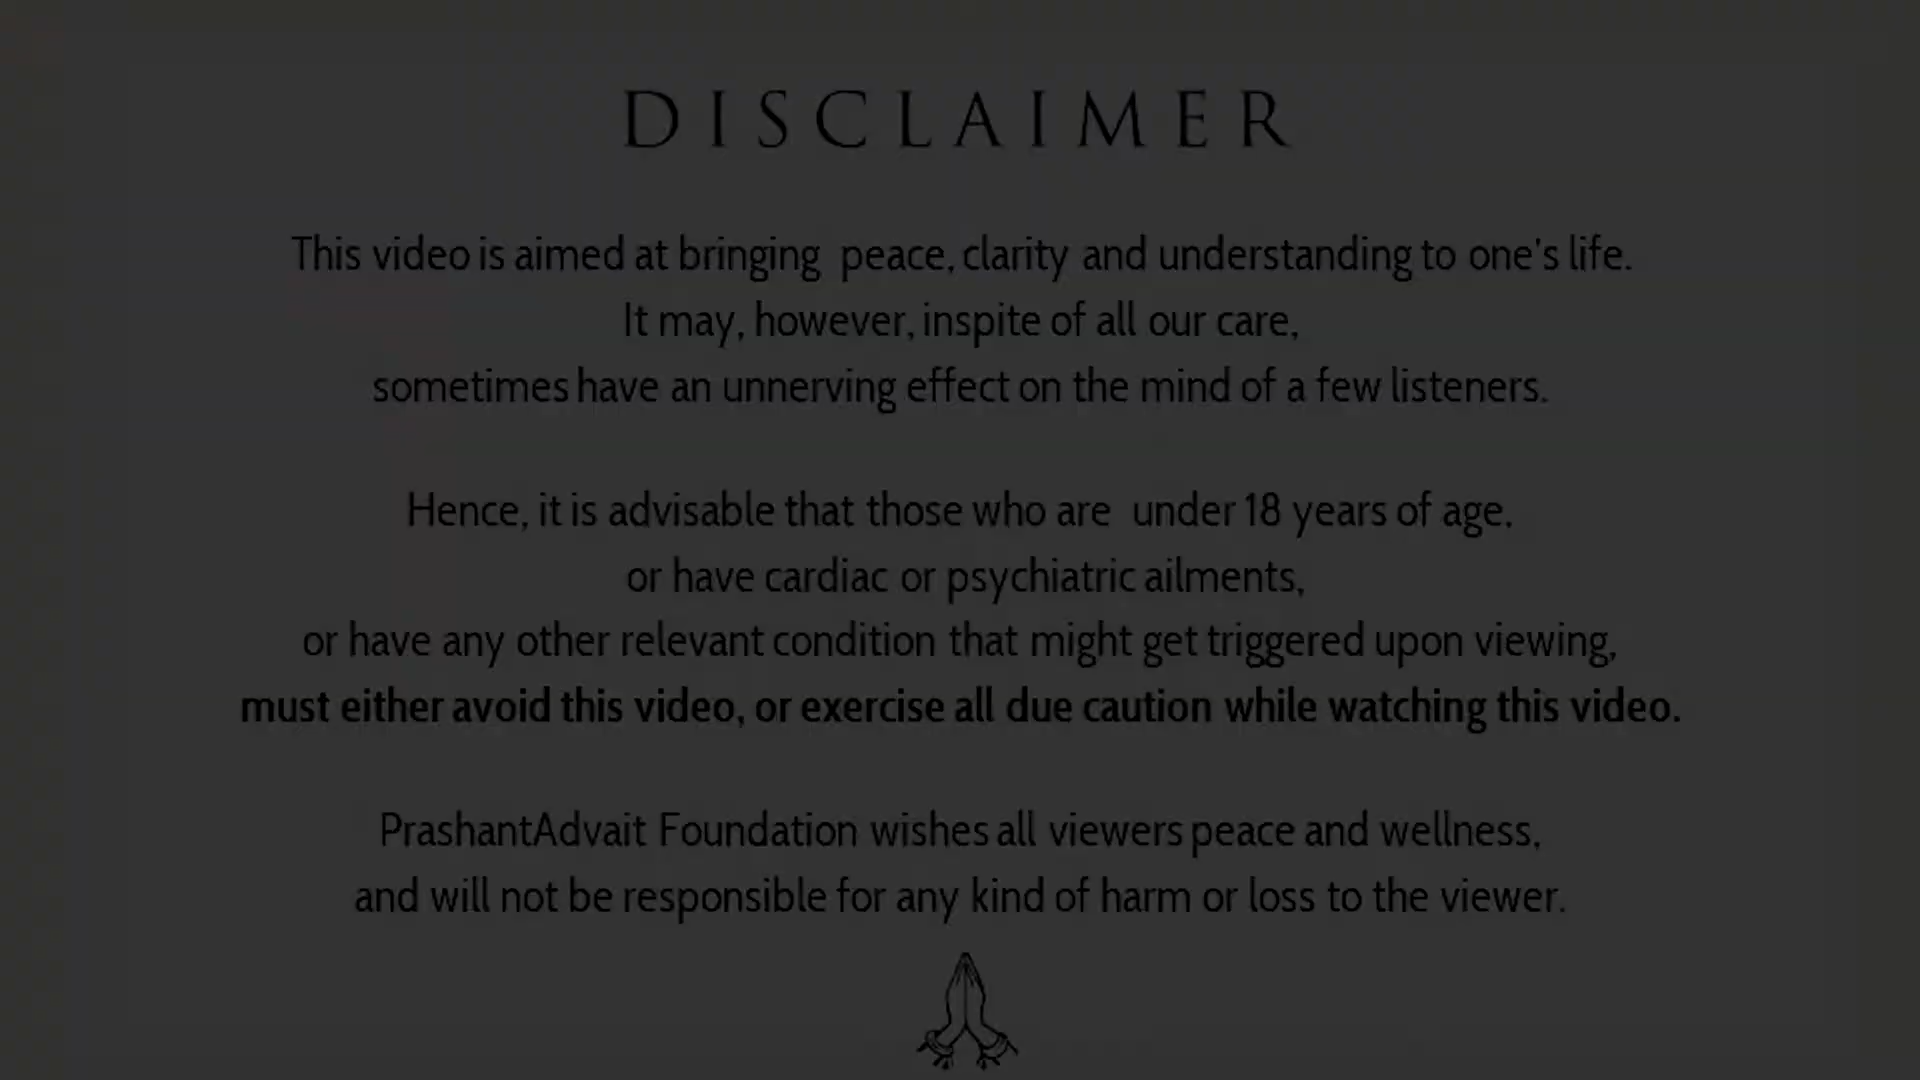 DISCLAIMER
This video is aimed at bringing peace, clarity and understanding to one's life.
It may, however, inspite of all our care,
sometimes have an unnerving effect on the mind of a few listeners.
Hence, it is advisable that those who are under 18 years of age,
or have cardiac or psychiatric ailments,
or have any other relevant condition that might get triggered upon viewing,
must either avoid this video, or exercise all due caution while watching this video.
PrashantAdvait Foundation wishes all viewers peace and wellness,
and will not be responsible for any kind of harm or loss to the viewer.